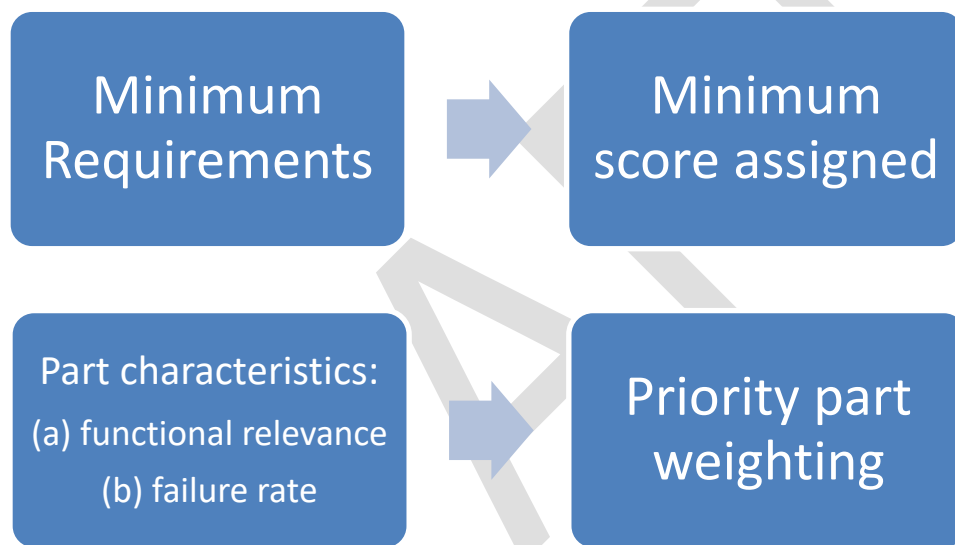 Minimum
Requirements
Minimum
score assigned
Part characteristics:
(a) functional relevance
(b) failure rate
Priority part
weighting